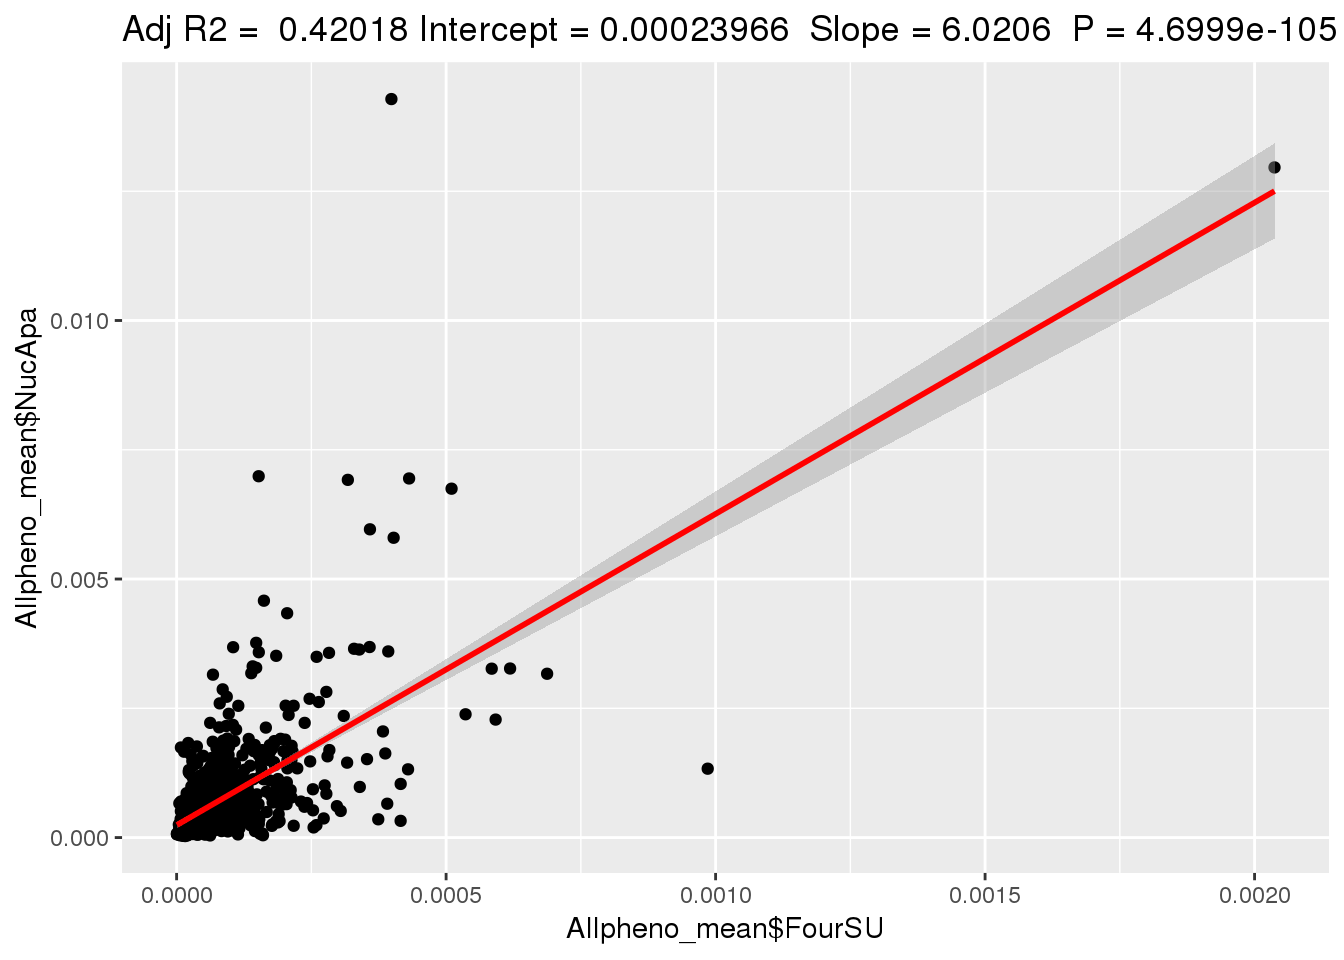 Adj R2 =  0.42018 Intercept = 0.00023966  Slope = 6.0206  P = 4.6999e-105
Allpheno_mean$NucApa
0.010
0.005
0.000
0.0000 0.0005 0.0010 0.0015 0.0020
Allpheno_mean$FourSU